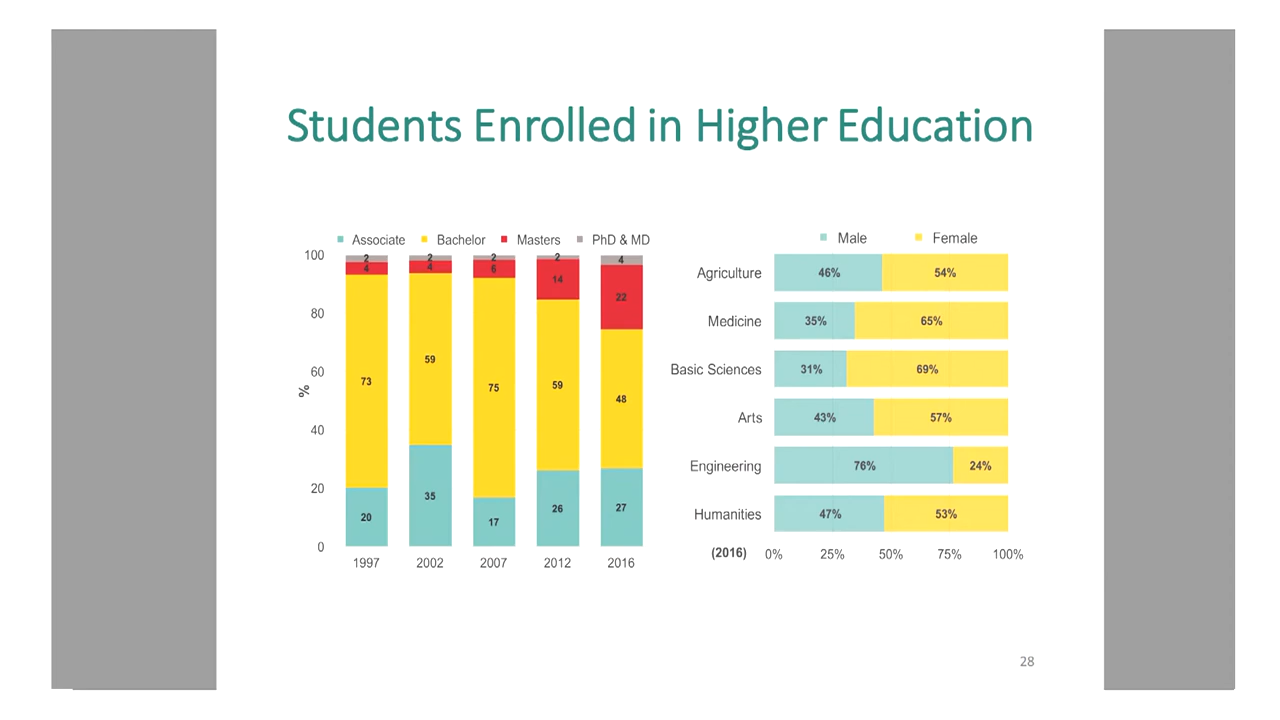 Students Enrolled in Higher Education
Associate Bachelor Masters PhD & MD
100
80
60
40
20
0
%
2 2 2 2 4
4 4 6 14 22
73 59 75 59 48
20 35 17 26 27
1997 2002 2007 2012 2016
Male Female
Agriculture 46% 54%
Medicine 35% 65%
Basic Sciences 31% 69%
Arts 43% 57%
Engineering 76% 24%
Humanities 47% 53%
(2016) 0% 25% 50% 75% 100%
28